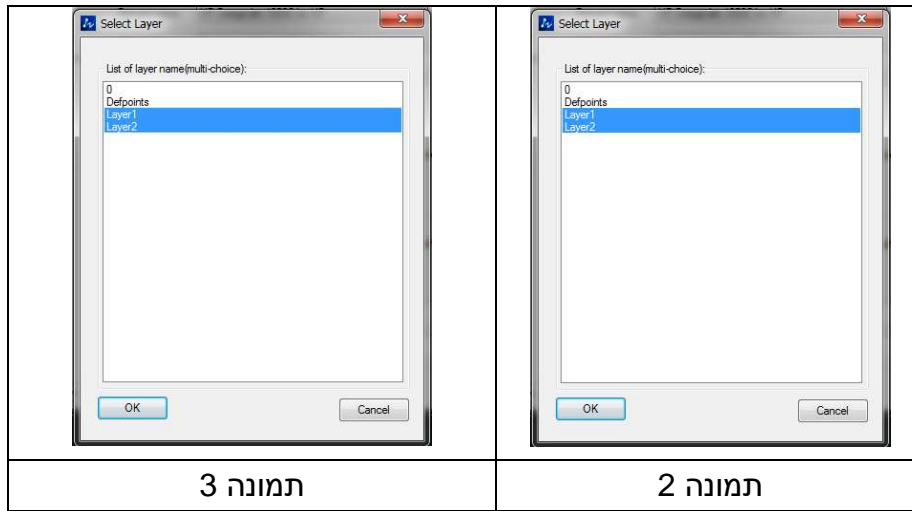 Select Layer
List of layer name(multi-choice):
0
Defpoints
Layer1
Layer2
OK
Cancel
תמונה 3
Select Layer
List of layer name(multi-choice):
0
Defpoints
Layer1
Layer2
OK
Cancel
תמונה 2